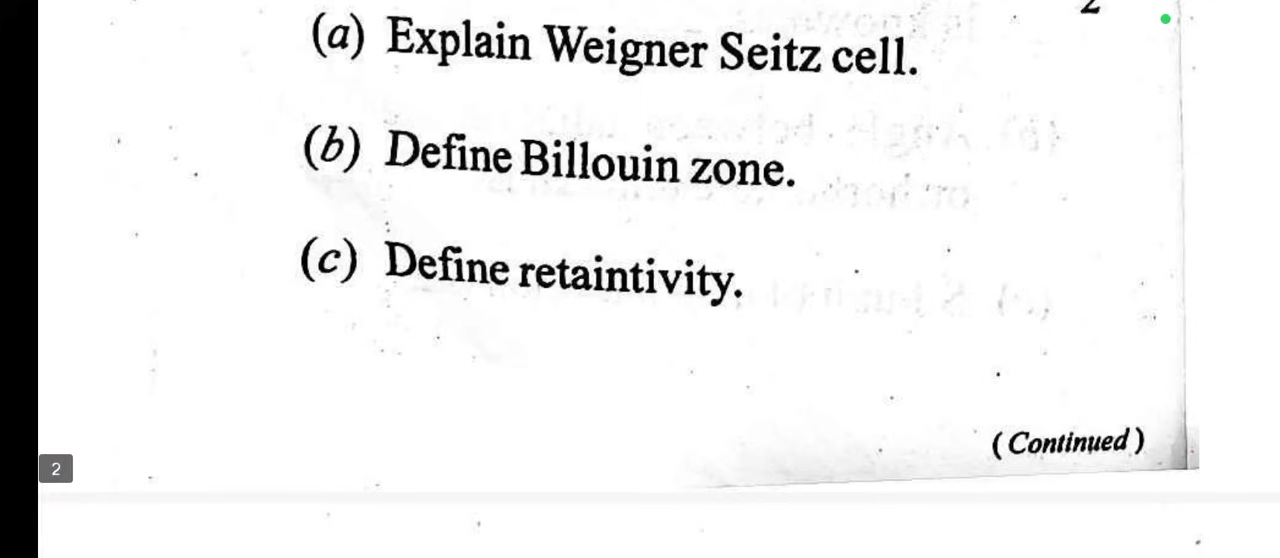 (a) Explain Weigner Seitz cell.
(b) Define Billouin zone.
(c) Define retaintivity.
(Continued)
2